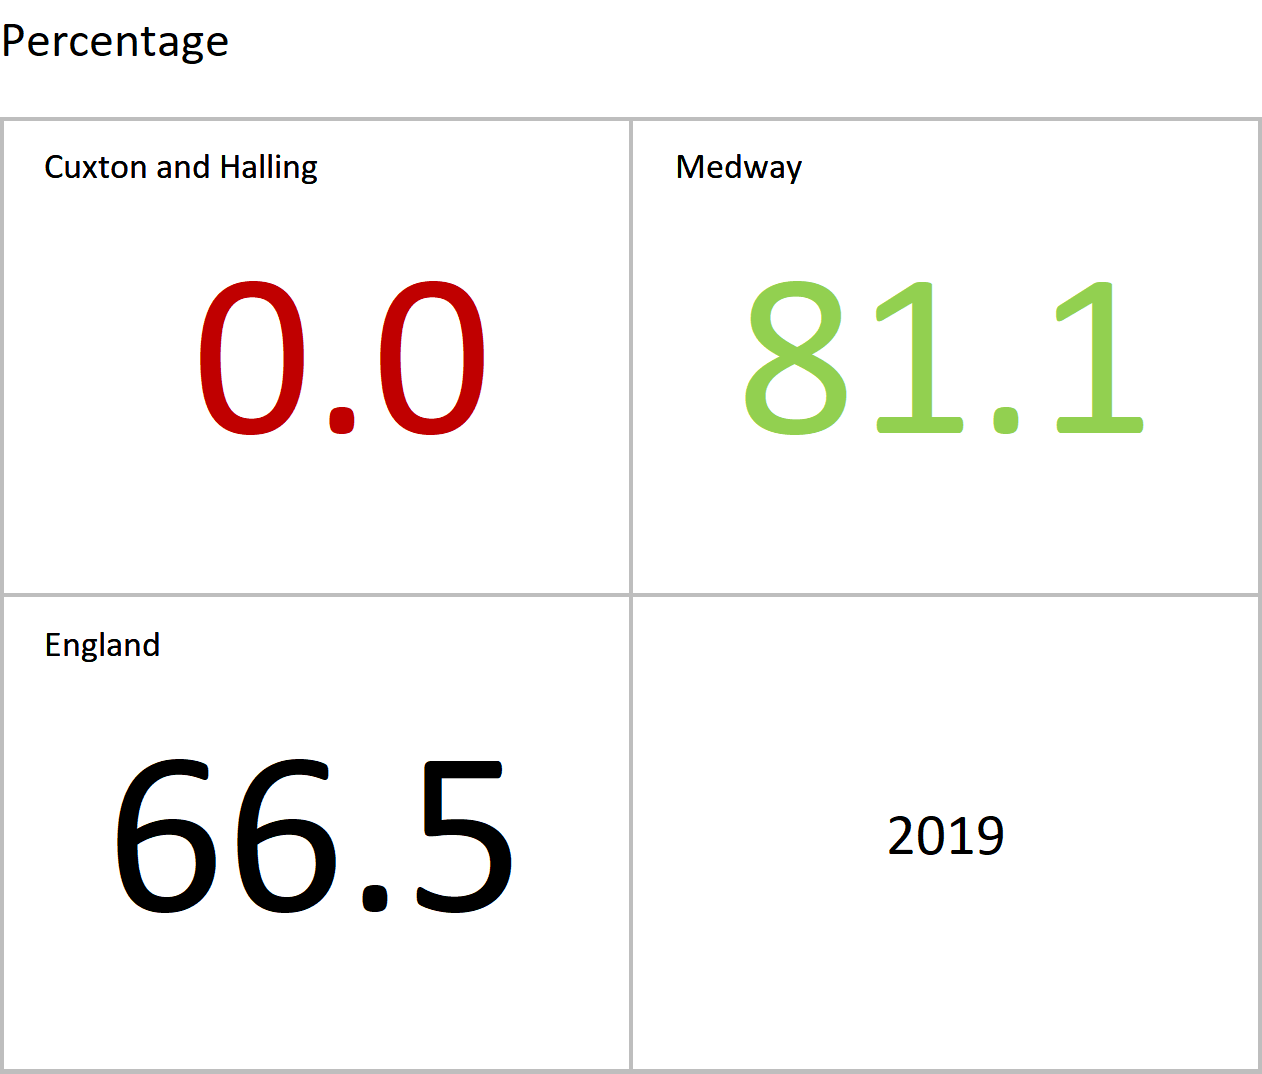 Percentage
Cuxton and Halling
0.0
Medway
81.1
England
66.5
2019